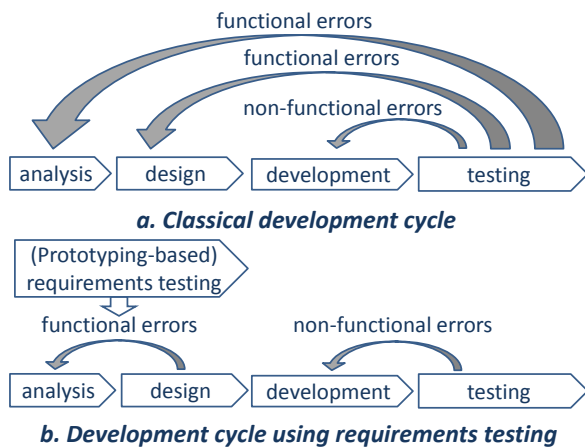 functional errors
functional errors
non-functional errors
analysis design development testing
a. Classical development cycle
(Prototyping-based)
requirements testing
functional errors non-functional errors
analysis design development testing
b. Development cycle using requirements testing